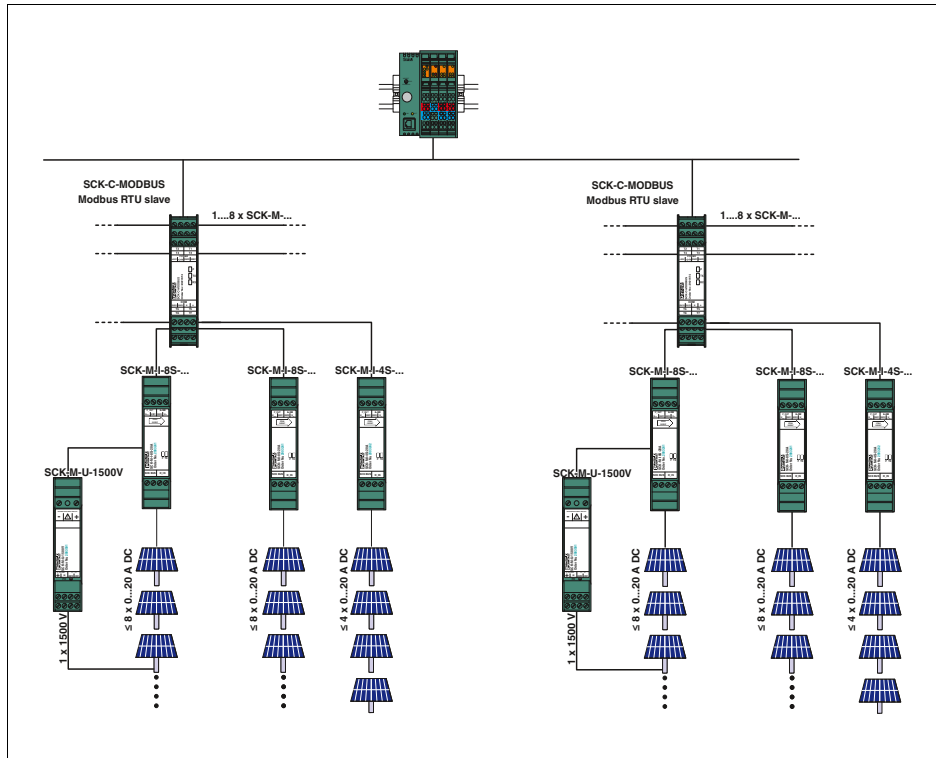 SCK-C-MODBUS
Modbus RTU slave
1....8 x SCK-M-...
SCK-M-I-8S-...
SCK-M-I-8S-...
SCK-M-I-4S-...
SCK-M-U-1500V
1 x 1500 V
≤ 8 x 0...20 A DC
≤ 8 x 0...20 A DC
≤ 4 x 0...20 A DC
SCK-C-MODBUS
Modbus RTU slave
1....8 x SCK-M-...
SCK-M-I-8S-...
SCK-M-I-8S-...
SCK-M-I-4S-...
SCK-M-U-1500V
1 x 1500 V
≤ 8 x 0...20 A DC
≤ 8 x 0...20 A DC
≤ 4 x 0...20 A DC